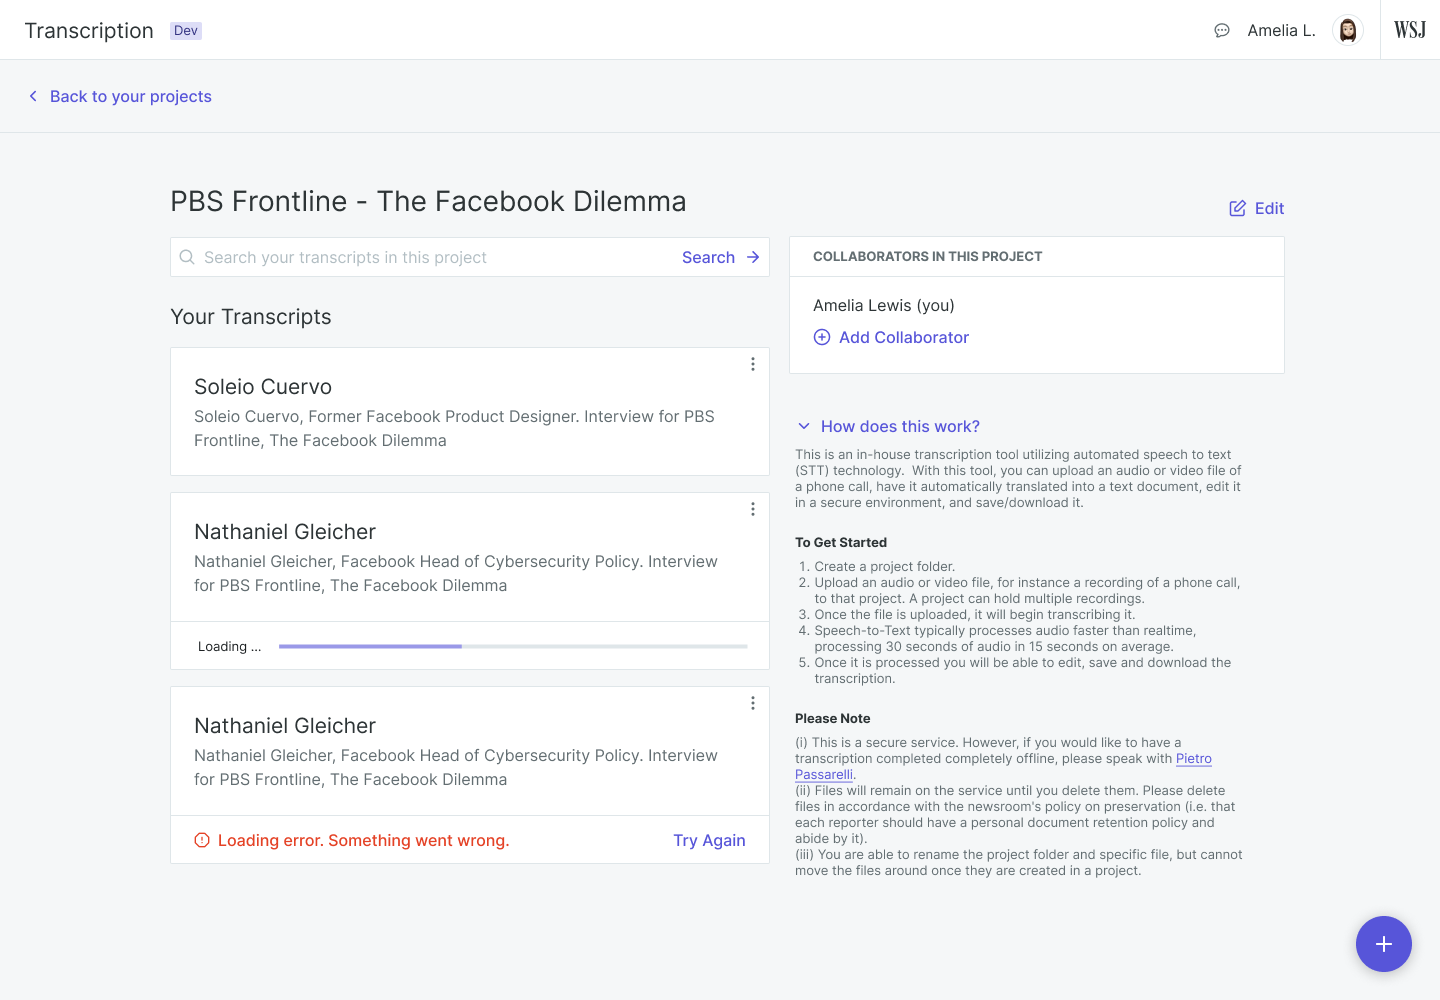 Transcription Dev
Amelia L.
WSJ
Back to your projects
PBS Frontline - The Facebook Dilemma
Edit
Search your transcripts in this project
Search
Your Transcripts
Soleio Cuervo
Soleio Cuervo, Former Facebook Product Designer. Interview for PBS
Frontline, The Facebook Dilemma
Nathaniel Gleicher
Nathaniel Gleicher, Facebook Head of Cybersecurity Policy. Interview
for PBS Frontline, The Facebook Dilemma
Loading ...
Nathaniel Gleicher
Nathaniel Gleicher, Facebook Head of Cybersecurity Policy. Interview
for PBS Frontline, The Facebook Dilemma
Loading error. Something went wrong.
Try Again
COLLABORATORS IN THIS PROJECT
Amelia Lewis (you)
Add Collaborator
How does this work?
This is an in-house transcription tool utilizing automated speech to text
(STT) technology.  With this tool, you can upload an audio or video file of
a phone call, have it automatically translated into a text document, edit it
in a secure environment, and save/download it.
To Get Started
1. Create a project folder.
2. Upload an audio or video file, for instance a recording of a phone call,
to that project. A project can hold multiple recordings.
3. Once the file is uploaded, it will begin transcribing it.
4. Speech-to-Text typically processes audio faster than realtime,
processing 30 seconds of audio in 15 seconds on average.
5. Once it is processed you will be able to edit, save and download the
transcription.
Please Note
(i) This is a secure service. However, if you would like to have a
transcription completed completely offline, please speak with Pietro
Passarelli.
(ii) Files will remain on the service until you delete them. Please delete
files in accordance with the newsroom's policy on preservation (i.e. that
each reporter should have a personal document retention policy and
abide by it).
(iii) You are able to rename the project folder and specific file, but cannot
move the files around once they are created in a project.